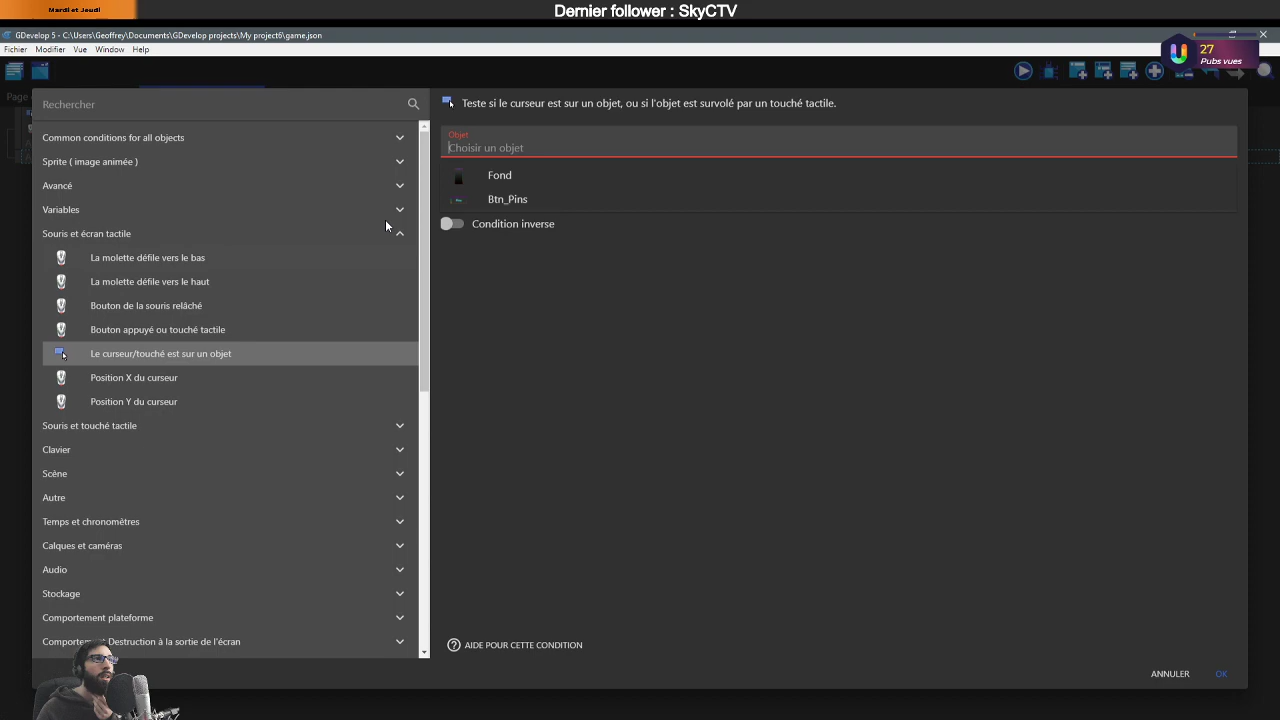 Mardi et Jeudi
Dernier follower : SkyCTV
GDevelop 5 - C:\Users\Geoffrey\Documents\GDevelop projects\My project6\game.json
Fichier Modifier Vue Window Help
27
Pubs vues
Page
Rechercher
Common conditions for all objects
Sprite ( image animée )
Avancé
Variables
Souris et écran tactile
La molette défile vers le bas
La molette défile vers le haut
Bouton de la souris relâché
Bouton appuyé ou touché tactile
Le curseur/touché est sur un objet
Position X du curseur
Position Y du curseur
Souris et touché tactile
Clavier
Scène
Autre
Temps et chronomètres
Calques et caméras
Audio
Stockage
Comportement plateforme
Destruction à la sortie de l'écran
Teste si le curseur est sur un objet, ou si l'objet est survolé par un touché tactile.
Objet
Choisir un objet
Fond
Btn_Pins
Condition inverse
AIDE POUR CETTE CONDITION
ANNULER OK